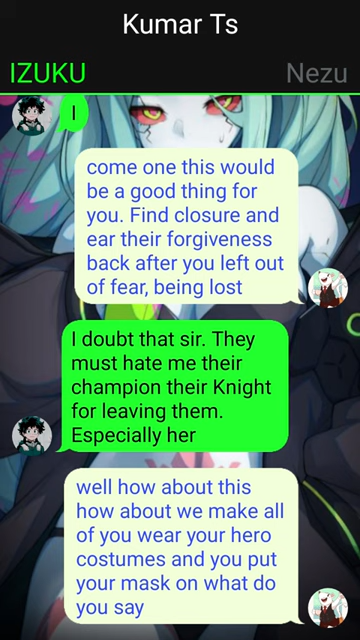 Kumar Ts
IZUKU
Nezu
I
come one this would
be a good thing for
you. Find closure and
ear their forgiveness
back after you left out
of fear, being lost
I doubt that sir. They
must hate me their
champion their Knight
for leaving them.
Especially her
well how about this
how about we make all
of you wear your hero
costumes and you put
your mask on what do
you say